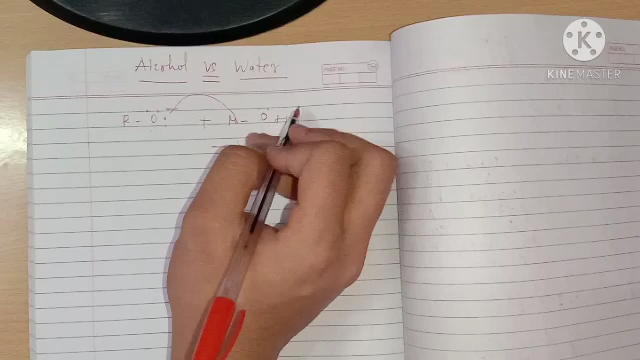 Alcohol vs Water
R - O + H - O H
KINEMASTER